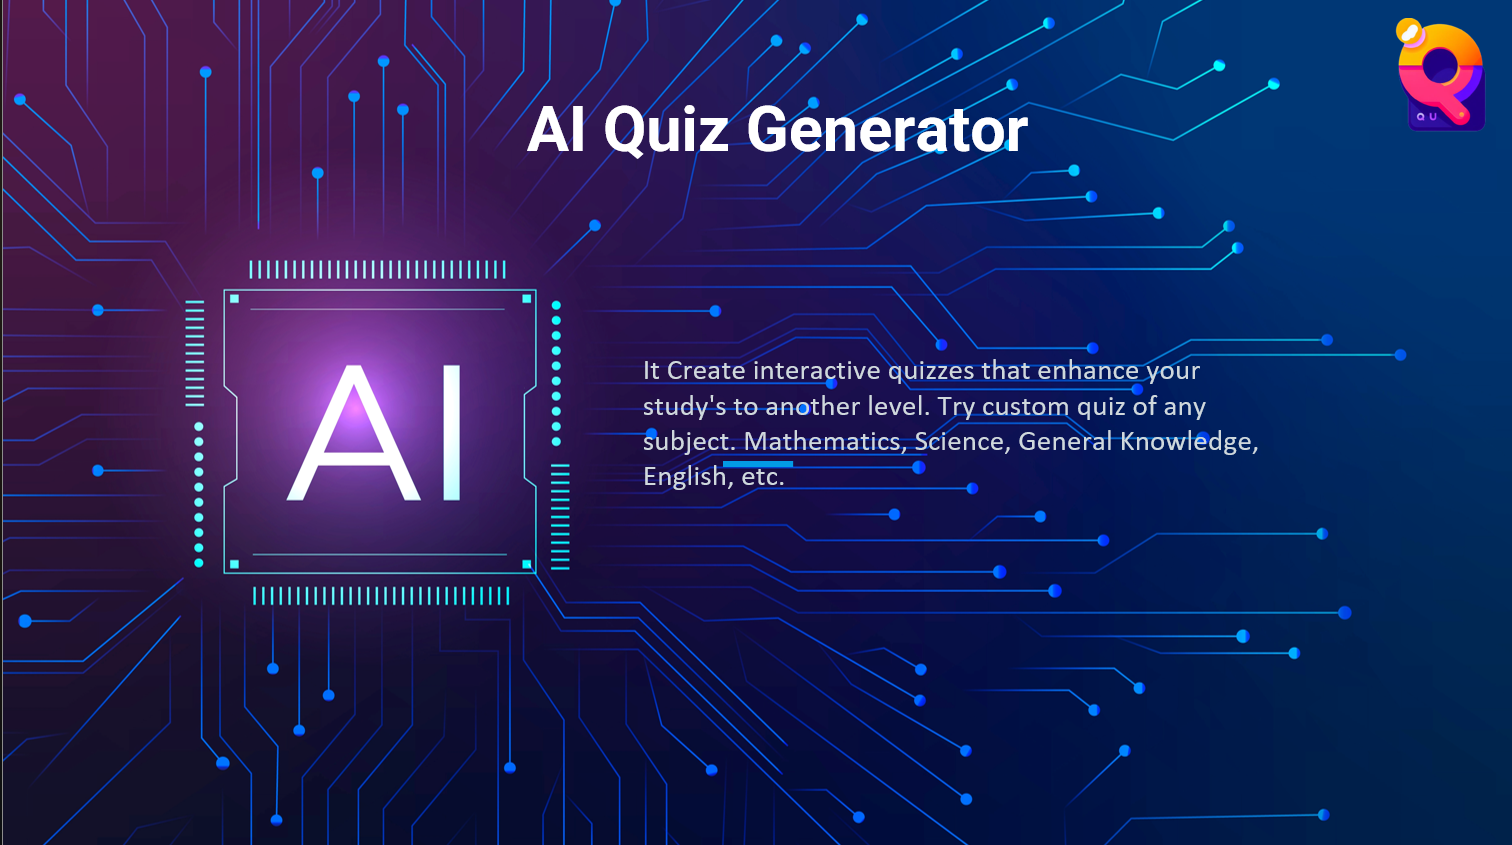 AI Quiz Generator
QU
AI
It Create interactive quizzes that enhance your
study's to another level. Try custom quiz of any
subject. Mathematics, Science, General Knowledge,
English, etc.